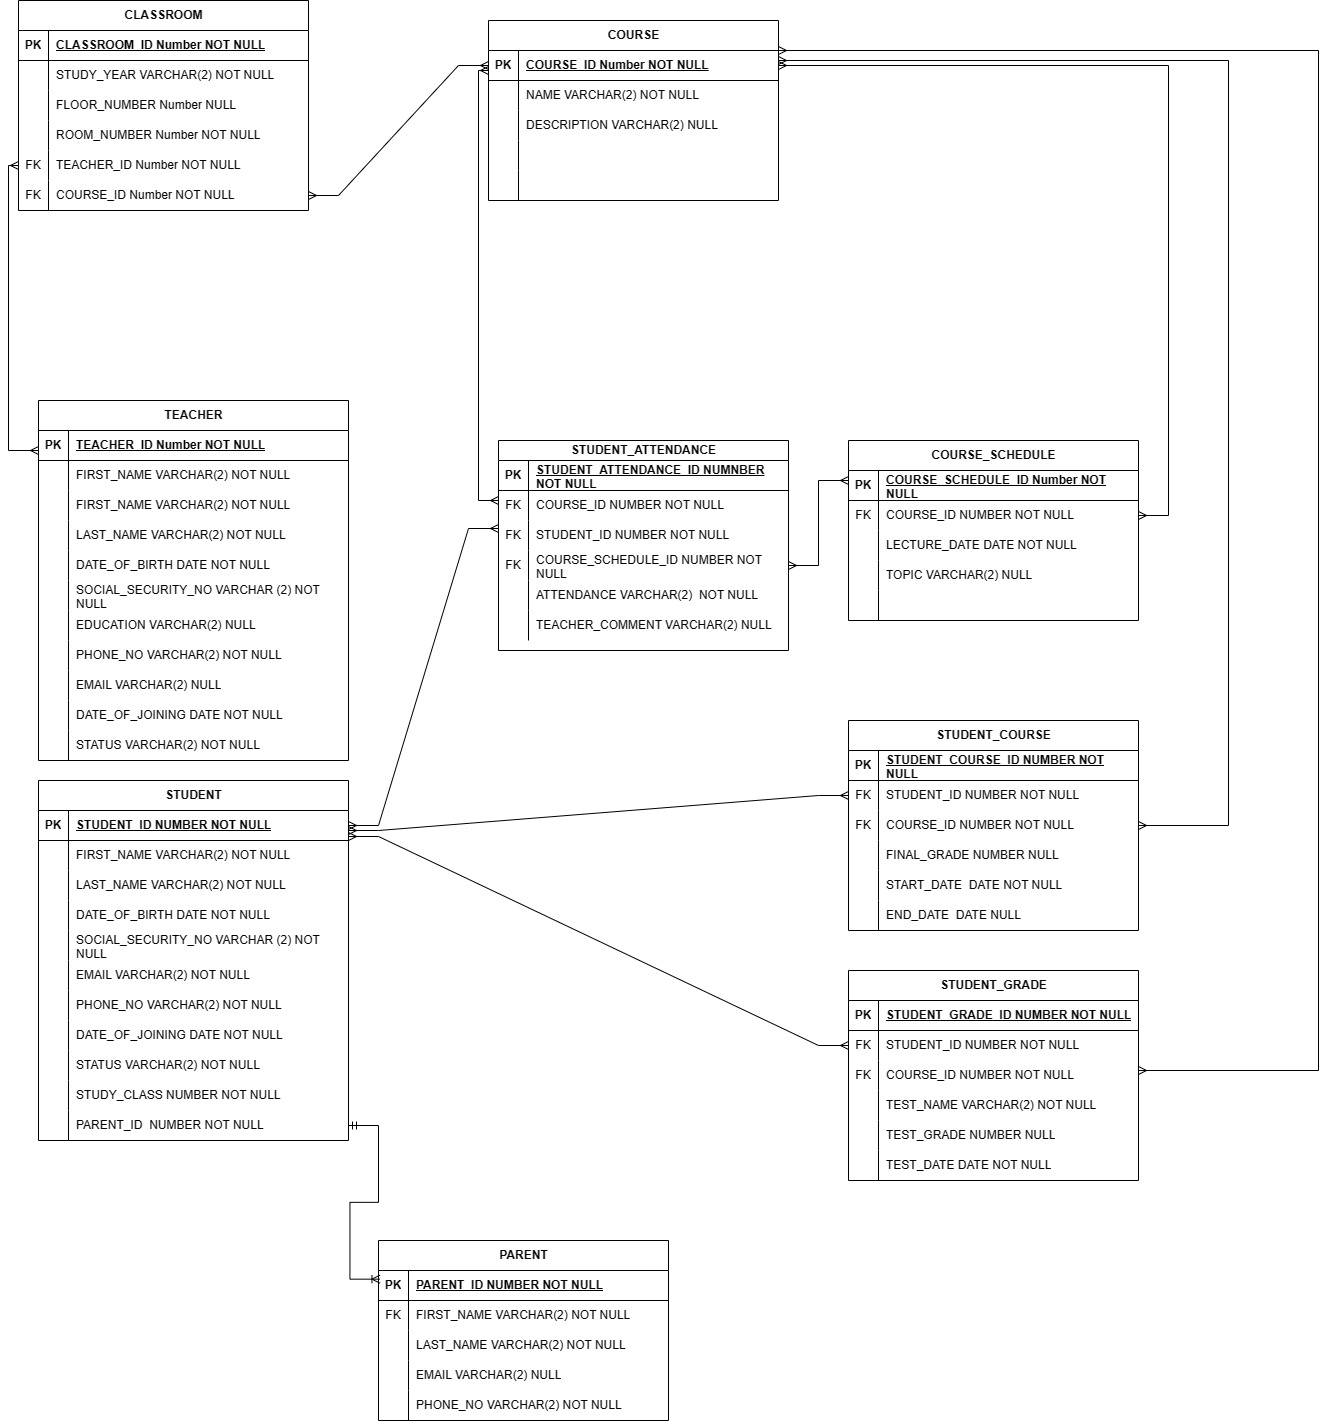 CLASSROOM
PK CLASSROOM_ID Number NOT NULL
STUDY_YEAR VARCHAR(2) NOT NULL
FLOOR_NUMBER Number NULL
ROOM_NUMBER Number NOT NULL
FK TEACHER_ID Number NOT NULL
FK COURSE_ID Number NOT NULL
COURSE
PK COURSE_ID Number NOT NULL
NAME VARCHAR(2) NOT NULL
DESCRIPTION VARCHAR(2) NULL
TEACHER
PK TEACHER_ID Number NOT NULL
FIRST_NAME VARCHAR(2) NOT NULL
FIRST_NAME VARCHAR(2) NOT NULL
LAST_NAME VARCHAR(2) NOT NULL
DATE_OF_BIRTH DATE NOT NULL
SOCIAL_SECURITY_NO VARCHAR (2) NOT
NULL
EDUCATION VARCHAR(2) NULL
PHONE_NO VARCHAR(2) NOT NULL
EMAIL VARCHAR(2) NULL
DATE_OF_JOINING DATE NOT NULL
STATUS VARCHAR(2) NOT NULL
STUDENT_ATTENDANCE
PK STUDENT_ATTENDANCE_ID NUMNBER
NOT NULL
FK COURSE_ID NUMBER NOT NULL
FK STUDENT_ID NUMBER NOT NULL
FK COURSE_SCHEDULE_ID NUMBER NOT
NULL
ATTENDANCE VARCHAR(2) NOT NULL
TEACHER_COMMENT VARCHAR(2) NULL
COURSE_SCHEDULE
PK COURSE_SCHEDULE_ID Number NOT
NULL
FK COURSE_ID NUMBER NOT NULL
LECTURE_DATE DATE NOT NULL
TOPIC VARCHAR(2) NULL
STUDENT_COURSE
PK STUDENT_COURSE_ID NUMBER NOT
NULL
FK STUDENT_ID NUMBER NOT NULL
FK COURSE_ID NUMBER NOT NULL
FINAL_GRADE NUMBER NULL
START_DATE DATE NOT NULL
END_DATE DATE NULL
STUDENT
PK STUDENT_ID NUMBER NOT NULL
FIRST_NAME VARCHAR(2) NOT NULL
LAST_NAME VARCHAR(2) NOT NULL
DATE_OF_BIRTH DATE NOT NULL
SOCIAL_SECURITY_NO VARCHAR (2) NOT
NULL
EMAIL VARCHAR(2) NOT NULL
PHONE_NO VARCHAR(2) NOT NULL
DATE_OF_JOINING DATE NOT NULL
STATUS VARCHAR(2) NOT NULL
STUDY_CLASS NUMBER NOT NULL
PARENT_ID NUMBER NOT NULL
STUDENT_GRADE
PK STUDENT_GRADE_ID NUMBER NOT NULL
FK STUDENT_ID NUMBER NOT NULL
FK COURSE_ID NUMBER NOT NULL
TEST_NAME VARCHAR(2) NOT NULL
TEST_GRADE NUMBER NULL
TEST_DATE DATE NOT NULL
PARENT
PK PARENT_ID NUMBER NOT NULL
FK FIRST_NAME VARCHAR(2) NOT NULL
LAST_NAME VARCHAR(2) NOT NULL
EMAIL VARCHAR(2) NULL
PHONE_NO VARCHAR(2) NOT NULL